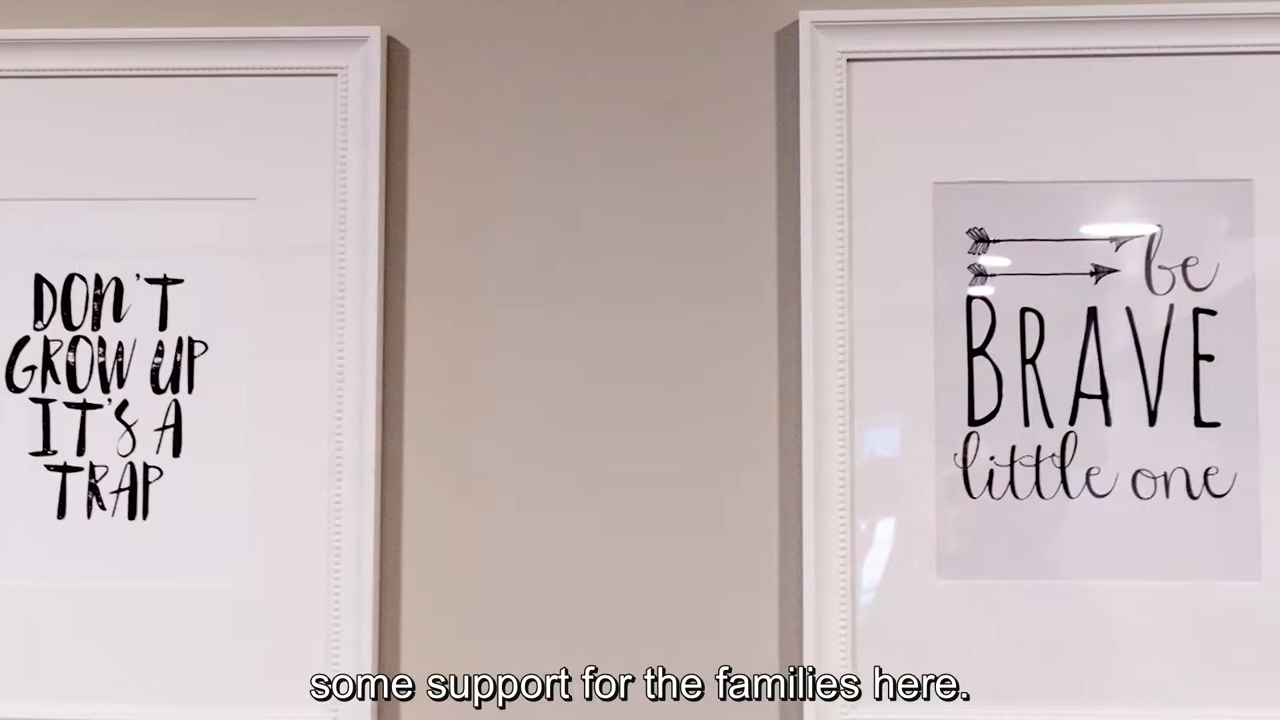 DON'T
GROW UP
IT'S A
TRAP
be
BRAVE
little one
some support for the families here.